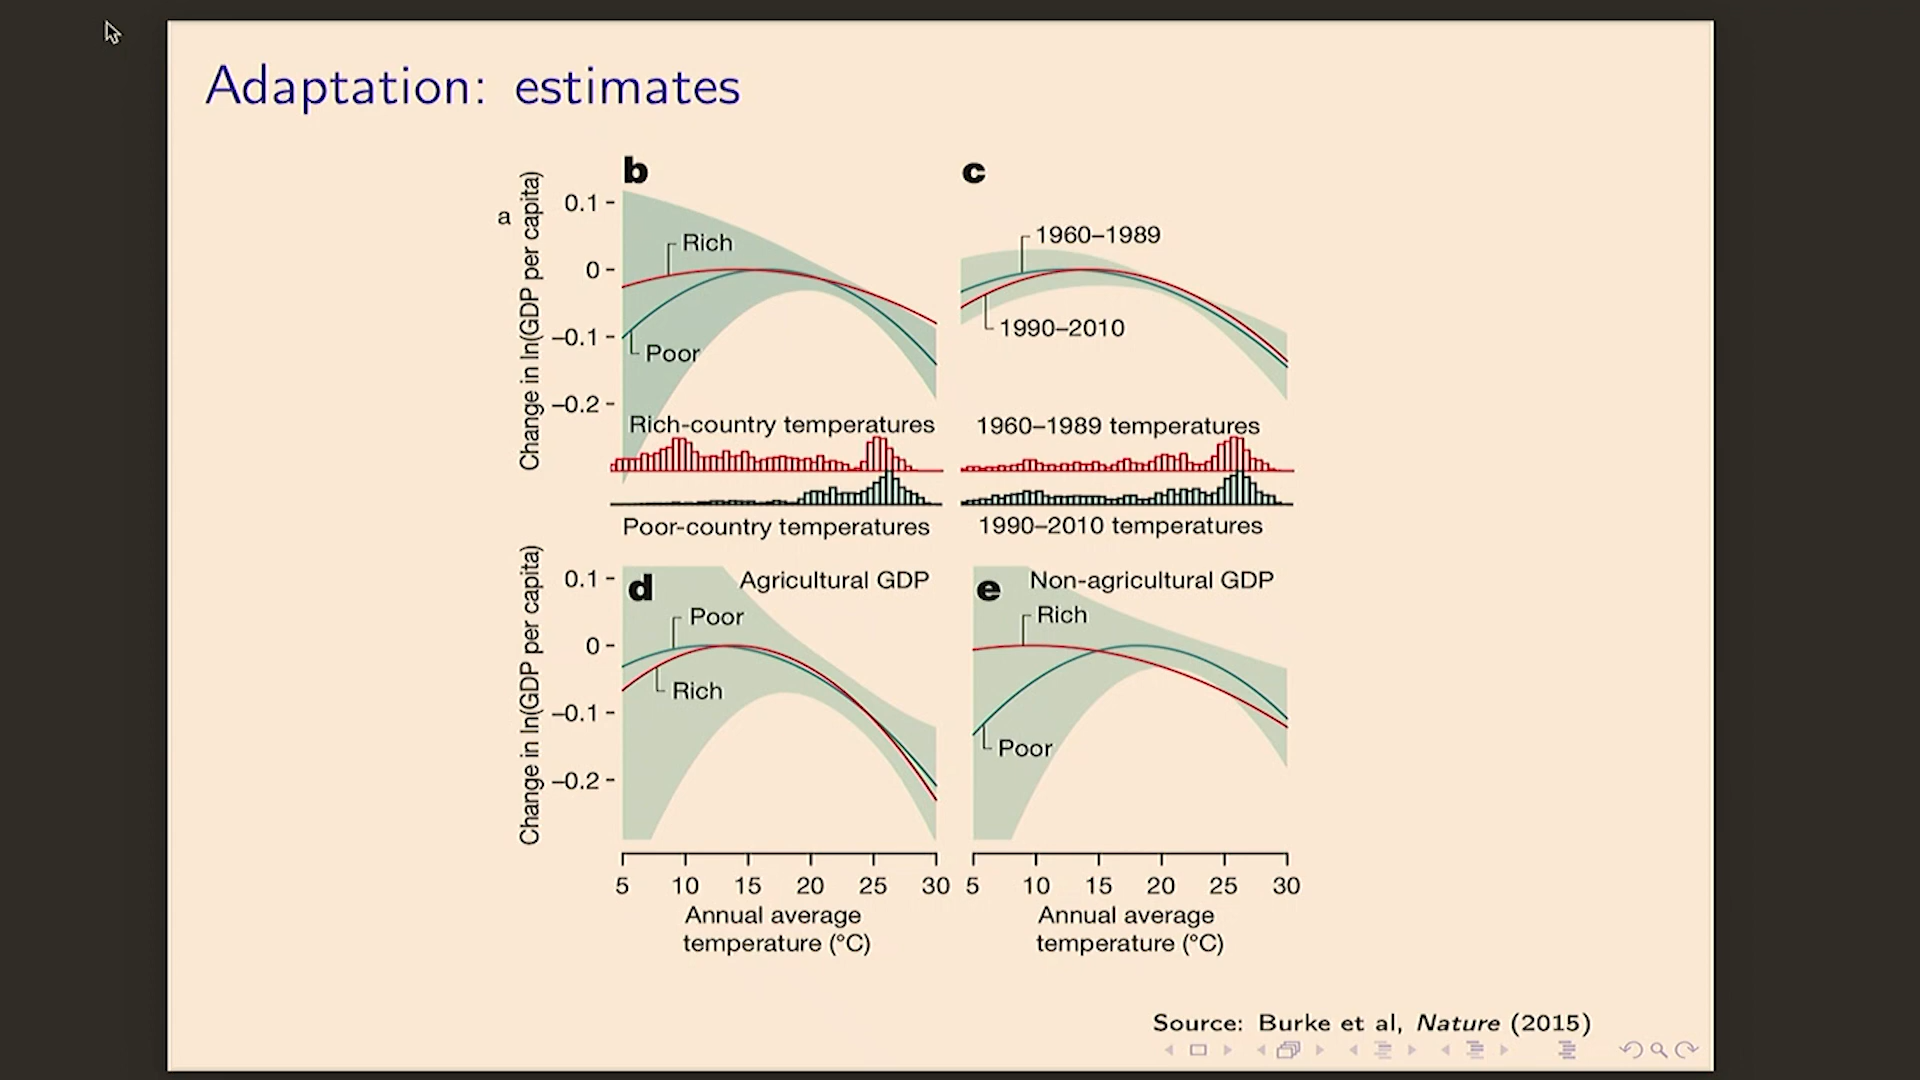 Adaptation: estimates
b
c
a
Change in ln(GDP per capita)
0.1
0
–0.1
–0.2
Rich
Poor
1960–1989
1990–2010
Rich-country temperatures
Poor-country temperatures
1960–1989 temperatures
1990–2010 temperatures
Change in ln(GDP per capita)
0.1
0
–0.1
–0.2
d
Agricultural GDP
Poor
Rich
e
Non-agricultural GDP
Rich
Poor
5 10 15 20 25 30
5 10 15 20 25 30
Annual average
temperature (°C)
Annual average
temperature (°C)
Source: Burke et al, Nature (2015)